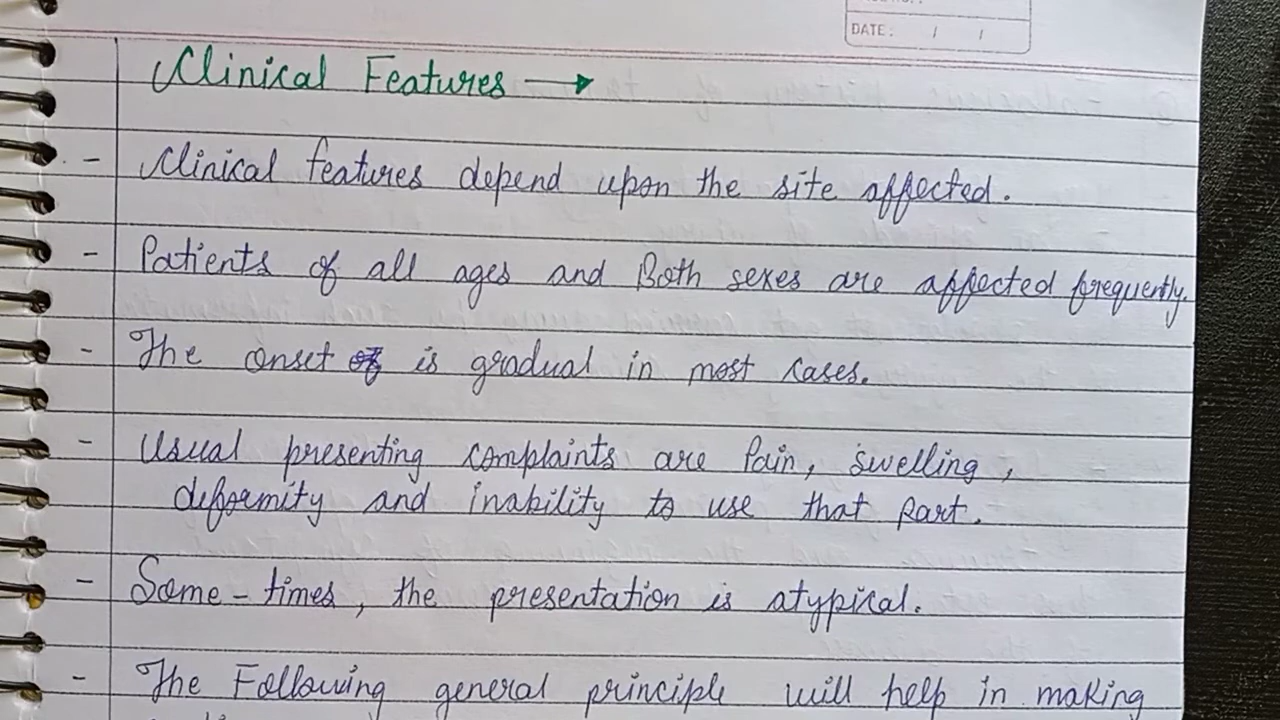 DATE: / /
Clinical Features →
- Clinical features depend upon the site affected.
- Patients of all ages and Both sexes are affected frequently.
- The onset of is gradual in most cases.
- Usual presenting complaints are Pain, swelling,
deformity and inability to use that part.
- Some-times, the presentation is atypical.
- The Following general principle will help in making